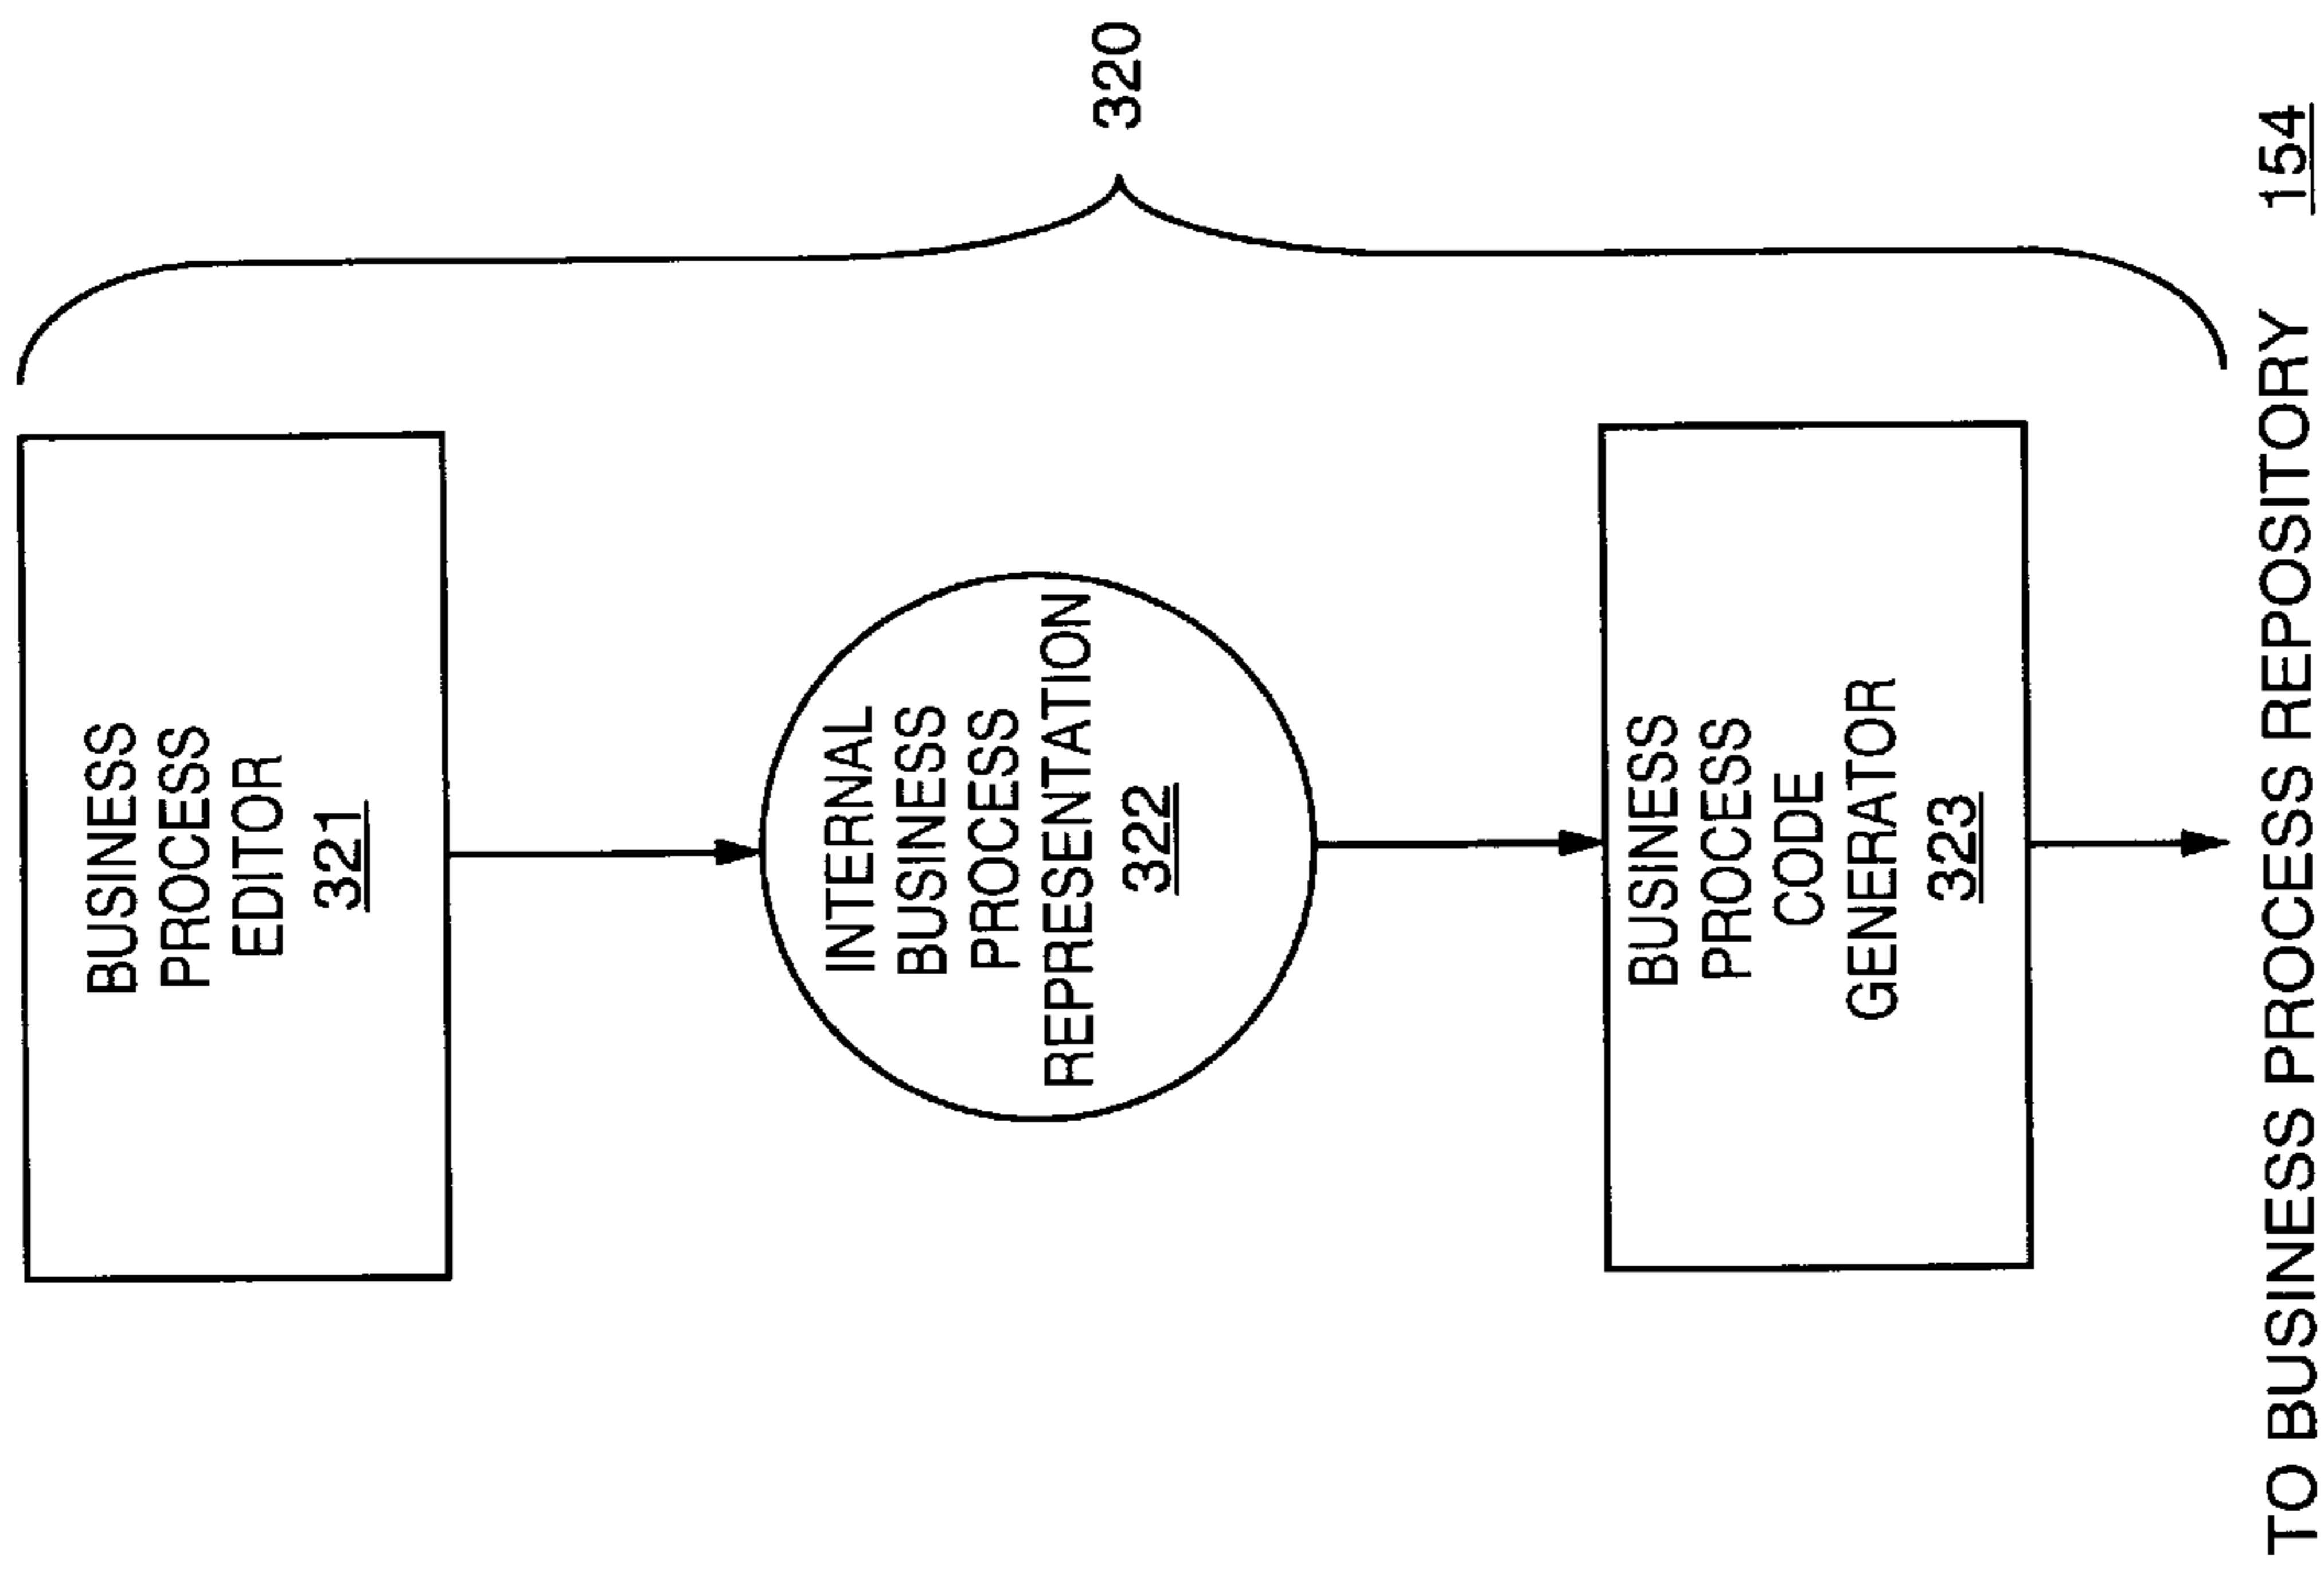 BUSINESS
PROCESS
EDITOR
321
INTERNAL
BUSINESS
PROCESS
REPRESENTATION
322
BUSINESS
PROCESS
CODE
GENERATOR
323
320
TO BUSINESS PROCESS REPOSITORY 154